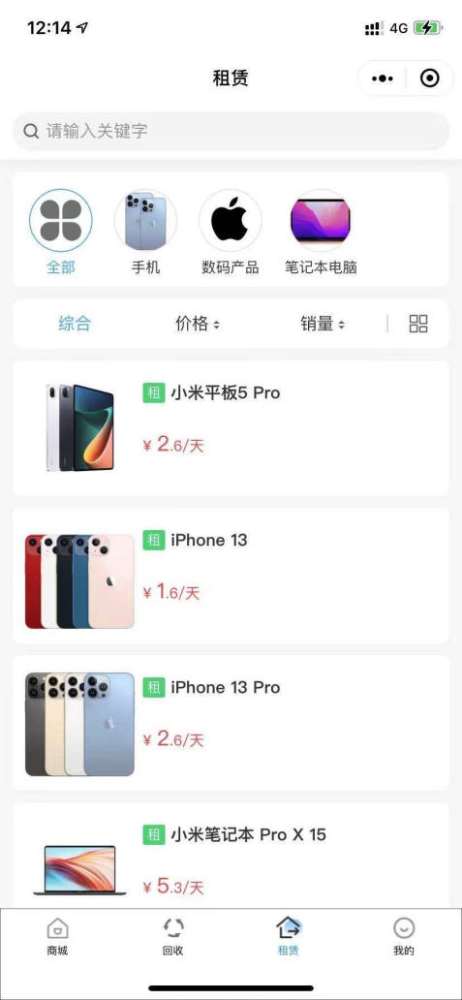 12:14
4G
租赁
请输入关键字
全部
手机
数码产品
笔记本电脑
综合
价格
销量
租 小米平板5 Pro
¥ 2.6/天
租 iPhone 13
¥ 1.6/天
租 iPhone 13 Pro
¥ 2.6/天
租 小米笔记本 Pro X 15
¥ 5.3/天
商城
回收
租赁
我的